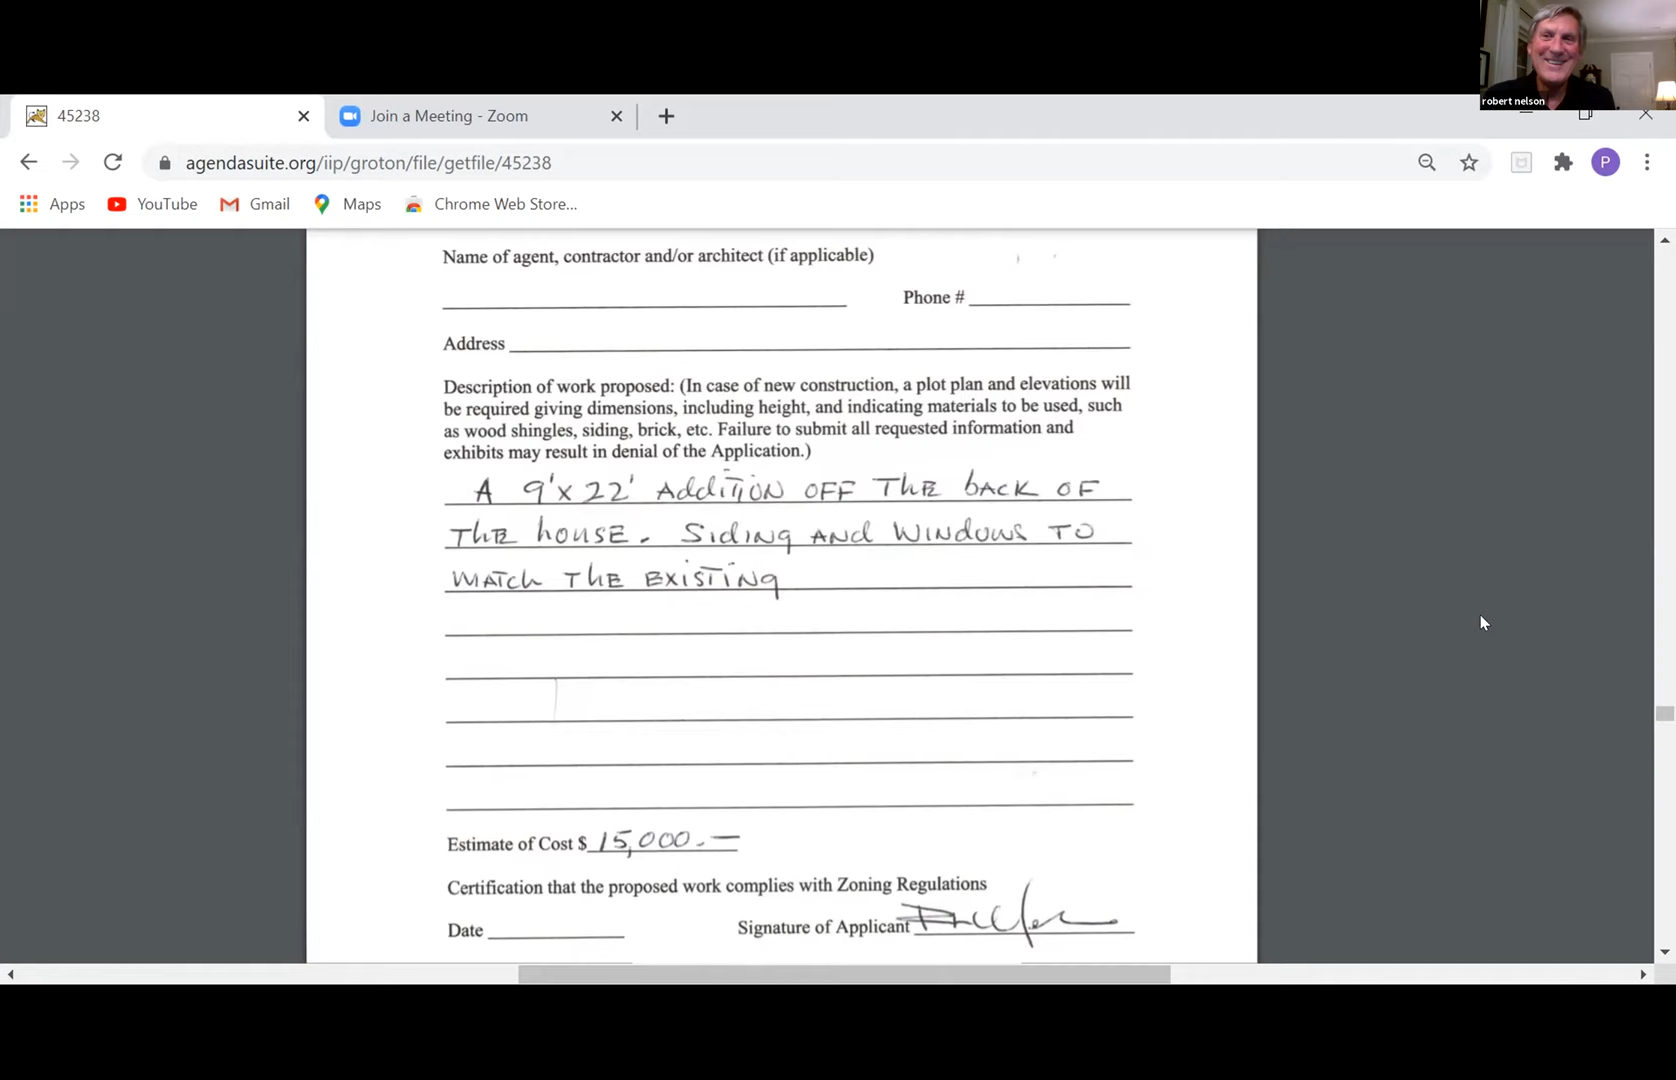 robert nelson
45238
Join a Meeting - Zoom
agendasuite.org/iip/groton/file/getfile/45238
P
Apps
YouTube
Gmail
Maps
Chrome Web Store...
Name of agent, contractor and/or architect (if applicable)
Phone #
Address
Description of work proposed: (In case of new construction, a plot plan and elevations will
be required giving dimensions, including height, and indicating materials to be used, such
as wood shingles, siding, brick, etc. Failure to submit all requested information and
exhibits may result in denial of the Application.)
A 9'x 22' Addition OFF The back OF
The house. Siding and Windows To
Match The Existing
Estimate of Cost $ 15,000.—
Certification that the proposed work complies with Zoning Regulations
Date
Signature of Applicant